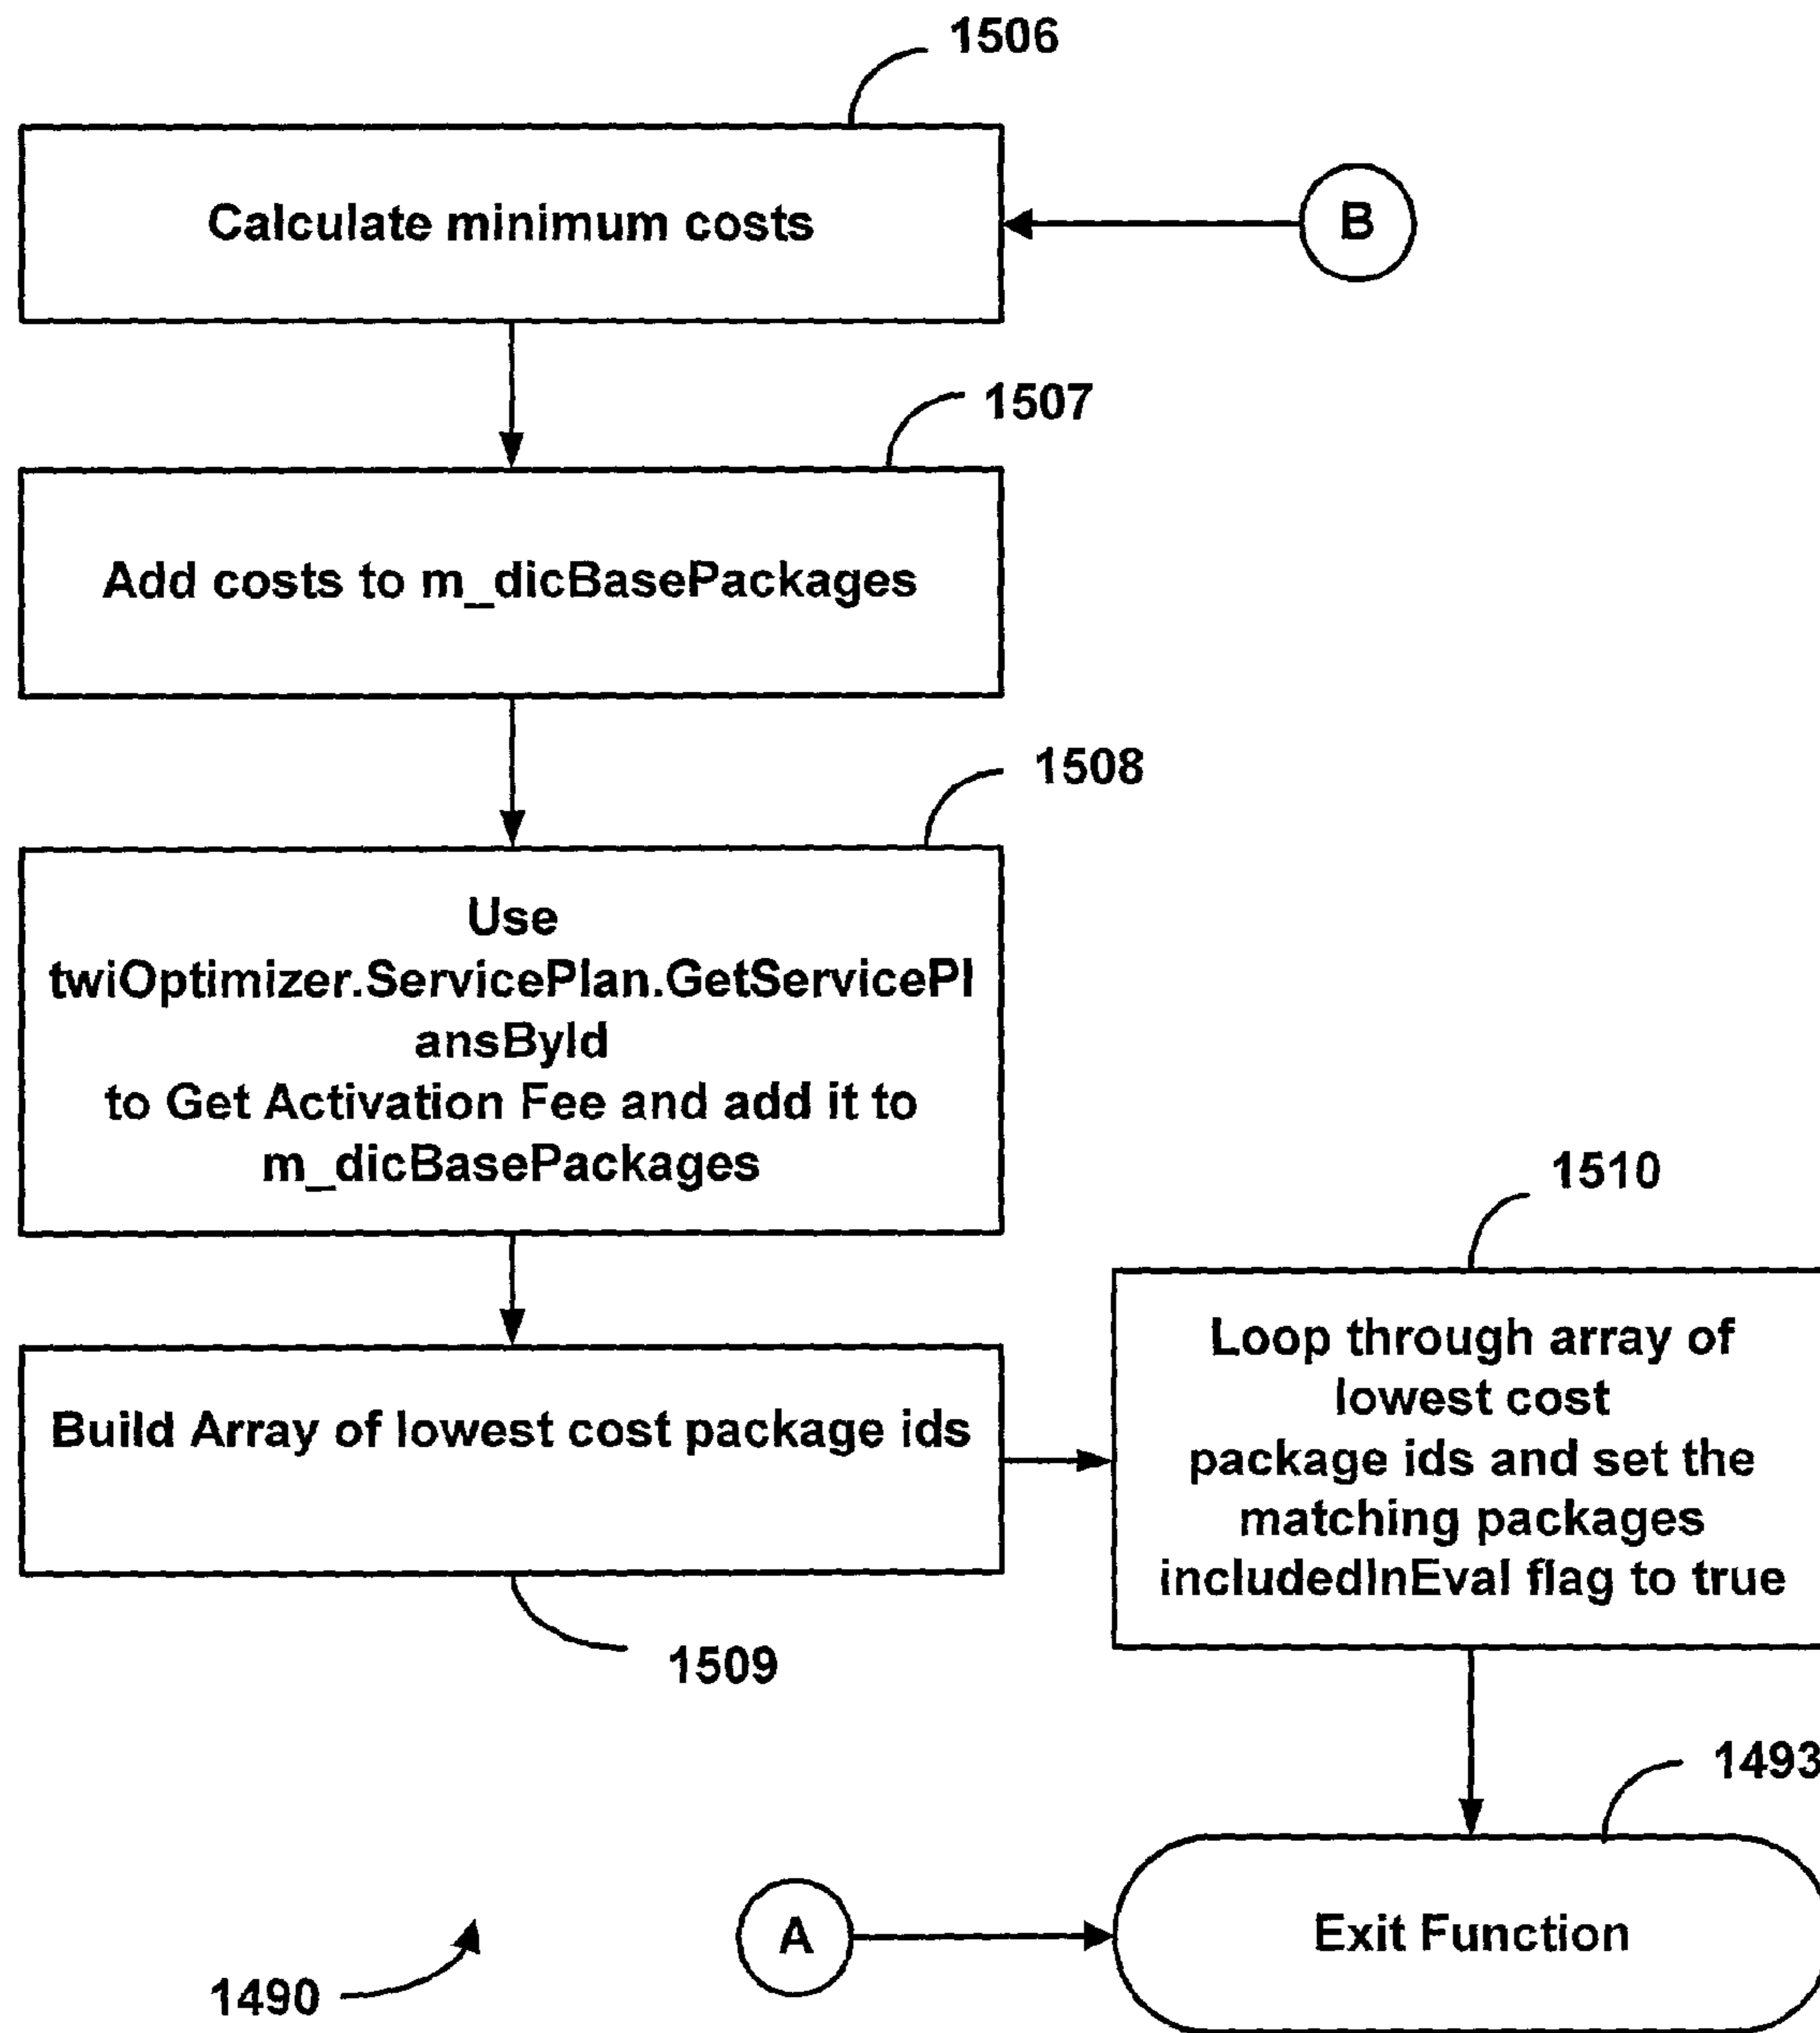 1506
Calculate minimum costs
B
1507
Add costs to m_dicBasePackages
1508
Use
twiOptimizer.ServicePlan.GetServicePl
ansById
to Get Activation Fee and add it to
m_dicBasePackages
1510
Build Array of lowest cost package ids
Loop through array of
lowest cost
package ids and set the
matching packages
includedInEval flag to true
1509
1493
A
Exit Function
1490